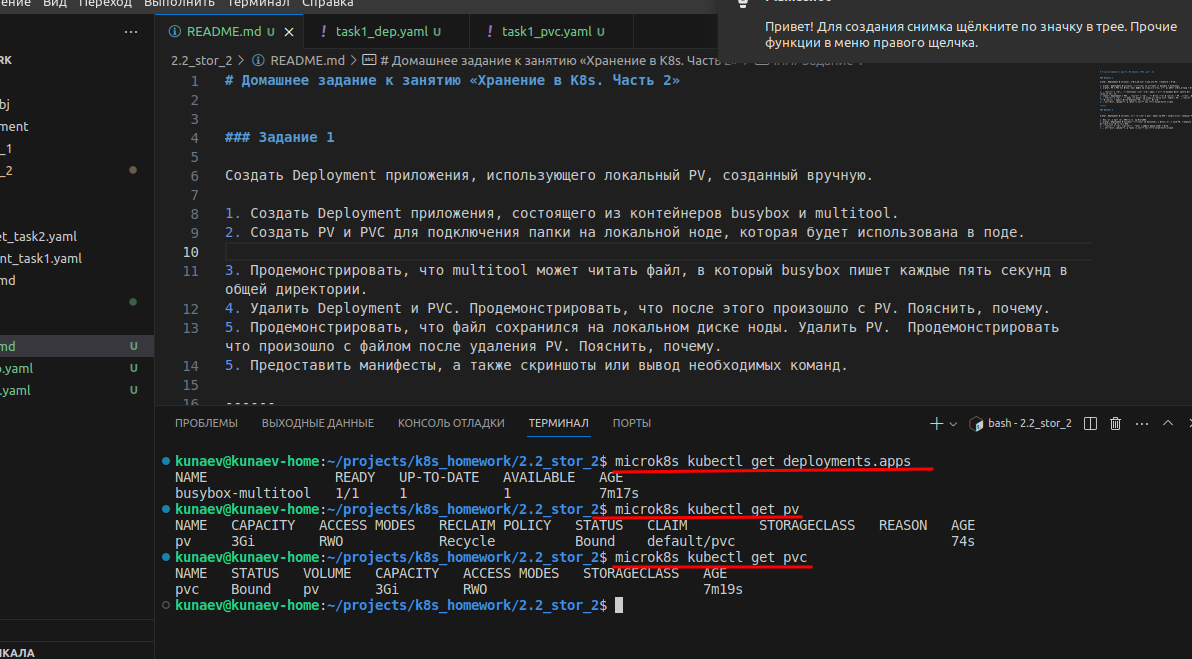 ение Вид Переход Выполнить Терминал Справка
Привет! Для создания снимка щёлкните по значку в трее. Прочие
функции в меню правого щелчка.
README.md U
! task1_dep.yaml U
! task1_pvc.yaml U
2.2_stor_2 > README.md > # Домашнее задание к занятию «Хранение в K8s. Часть 2»
RK
bj
ment
_1
_2
et_task2.yaml
nt_task1.yaml
md
md U
o.yaml U
.yaml U
1 # Домашнее задание к занятию «Хранение в K8s. Часть 2»
2
3
4 ### Задание 1
5
6 Создать Deployment приложения, использующего локальный PV, созданный вручную.
7
8 1. Создать Deployment приложения, состоящего из контейнеров busybox и multitool.
9 2. Создать PV и PVC для подключения папки на локальной ноде, которая будет использована в поде.
10
11 3. Продемонстрировать, что multitool может читать файл, в который busybox пишет каждые пять секунд в
общей директории.
12 4. Удалить Deployment и PVC. Продемонстрировать, что после этого произошло с PV. Пояснить, почему.
13 5. Продемонстрировать, что файл сохранился на локальном диске ноды. Удалить PV.  Продемонстрировать
что произошло с файлом после удаления PV. Пояснить, почему.
14 5. Предоставить манифесты, а также скриншоты или вывод необходимых команд.
15
16 ------
ПРОБЛЕМЫ ВЫХОДНЫЕ ДАННЫЕ КОНСОЛЬ ОТЛАДКИ ТЕРМИНАЛ ПОРТЫ
bash - 2.2_stor_2
kunaev@kunaev-home:~/projects/k8s_homework/2.2_stor_2$ microk8s kubectl get deployments.apps
NAME READY UP-TO-DATE AVAILABLE AGE
busybox-multitool 1/1 1 1 7m17s
kunaev@kunaev-home:~/projects/k8s_homework/2.2_stor_2$ microk8s kubectl get pv
NAME CAPACITY ACCESS MODES RECLAIM POLICY STATUS CLAIM STORAGECLASS REASON AGE
pv 3Gi RWO Recycle Bound default/pvc 74s
kunaev@kunaev-home:~/projects/k8s_homework/2.2_stor_2$ microk8s kubectl get pvc
NAME STATUS VOLUME CAPACITY ACCESS MODES STORAGECLASS AGE
pvc Bound pv 3Gi RWO 7m19s
kunaev@kunaev-home:~/projects/k8s_homework/2.2_stor_2$
КАЛА